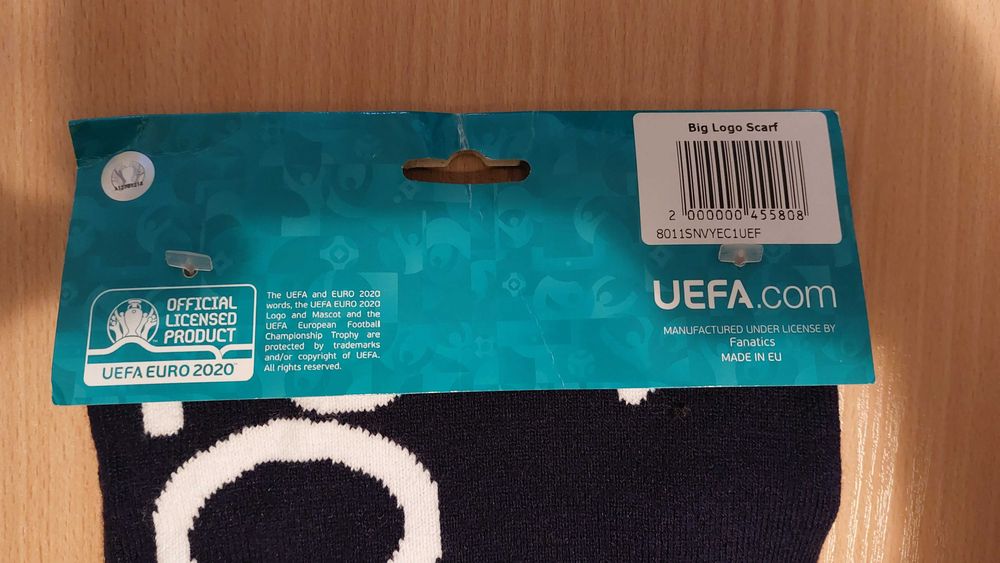 Big Logo Scarf
2 000000 455808
8011SNVYEC1UEF
OFFICIAL
LICENSED
PRODUCT
UEFA EURO 2020
The UEFA and EURO 2020
words, the UEFA EURO 2020
Logo and Mascot and the
UEFA European Football
Championship Trophy are
protected by trademarks
and/or copyright of UEFA.
All rights reserved.
UEFA.com
MANUFACTURED UNDER LICENSE BY
Fanatics
MADE IN EU